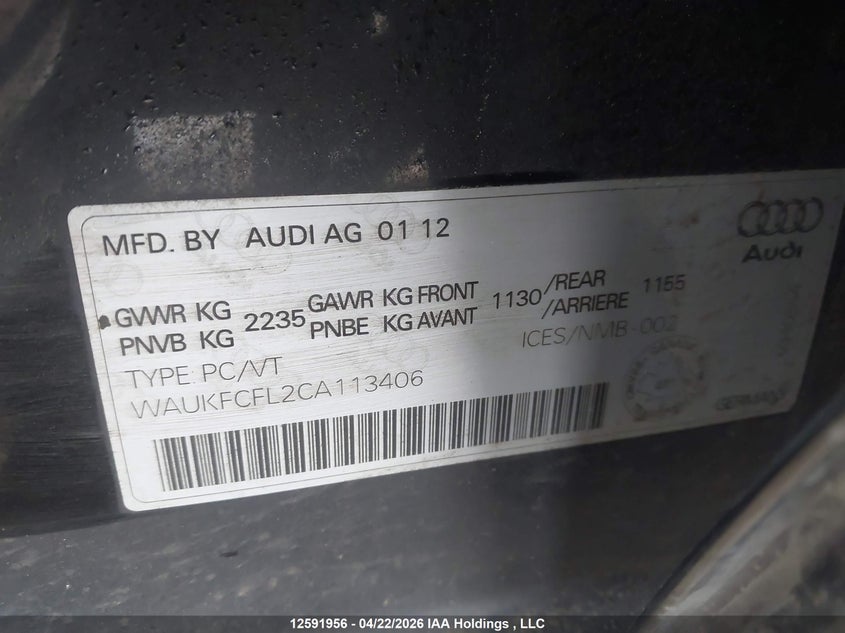 MFD. BY AUDI AG 01 12
Audi
GVWR KG 2235 GAWR KG FRONT 1130 /REAR 1155
PNVB KG PNBE KG AVANT /ARRIERE
TYPE PC/VT ICES/NMB-002
WAUKFCFL2CA113406
GERMANY
12591956 - 04/22/2026 IAA Holdings , LLC